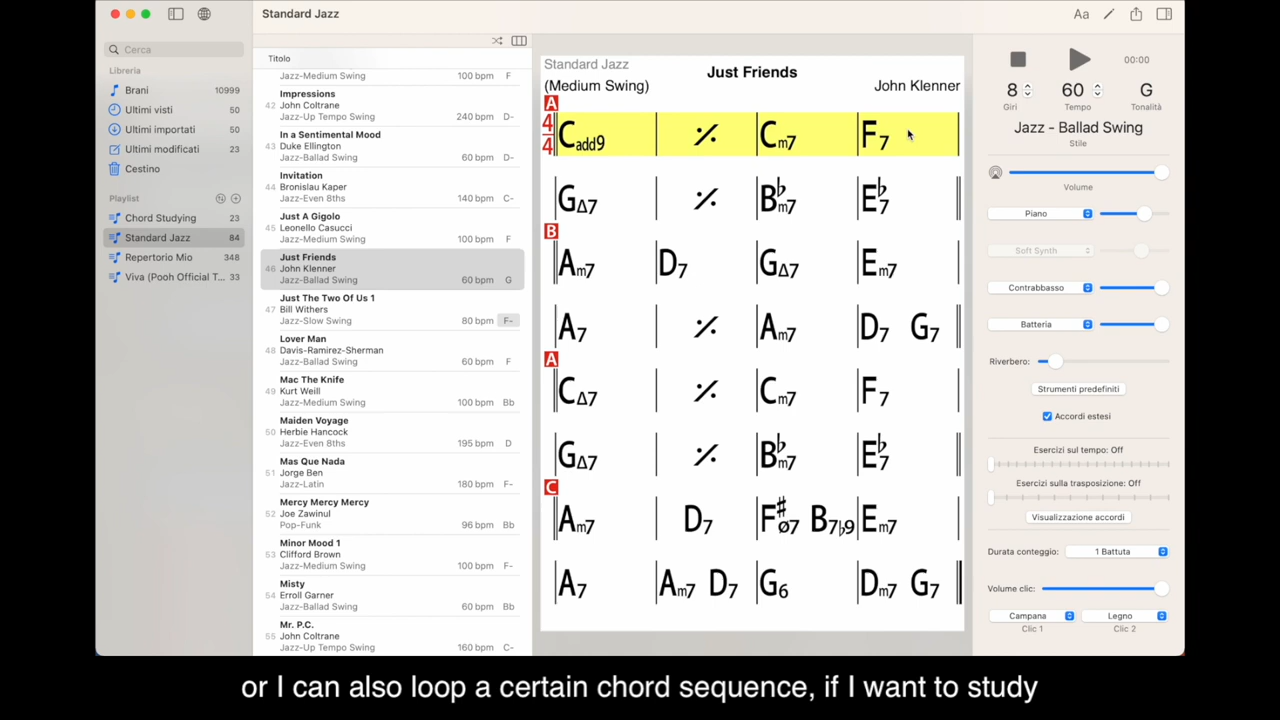 Standard Jazz
Aa
Cerca
Libreria
Brani 10999
Ultimi visti 50
Ultimi importati 50
Ultimi modificati 23
Cestino
Playlist
Chord Studying 23
Standard Jazz 84
Repertorio Mio 348
Viva (Pooh Official T... 33
Titolo
Jazz-Medium Swing 100 bpm F
Impressions
42 John Coltrane
Jazz-Up Tempo Swing 240 bpm D-
In a Sentimental Mood
43 Duke Ellington
Jazz-Ballad Swing 60 bpm D-
Invitation
44 Bronislau Kaper
Jazz-Even 8ths 140 bpm C-
Just A Gigolo
45 Leonello Casucci
Jazz-Medium Swing 100 bpm F
Just Friends
46 John Klenner
Jazz-Ballad Swing 60 bpm G
Just The Two Of Us 1
47 Bill Withers
Jazz-Slow Swing 80 bpm F-
Lover Man
48 Davis-Ramirez-Sherman
Jazz-Ballad Swing 60 bpm F
Mac The Knife
49 Kurt Weill
Jazz-Medium Swing 100 bpm Bb
Maiden Voyage
50 Herbie Hancock
Jazz-Even 8ths 195 bpm D
Mas Que Nada
51 Jorge Ben
Jazz-Latin 180 bpm F-
Mercy Mercy Mercy
52 Joe Zawinul
Pop-Funk 96 bpm Bb
Minor Mood 1
53 Clifford Brown
Jazz-Medium Swing 100 bpm F-
Misty
54 Erroll Garner
Jazz-Ballad Swing 60 bpm Bb
Mr. P.C.
55 John Coltrane
Jazz-Up Tempo Swing 160 bpm C-
Standard Jazz
Just Friends
(Medium Swing) John Klenner
A
4/4 Cadd9 | 𝄎 | Cm7 | F7
GΔ7 | 𝄎 | B♭m7 | E♭7
B
Am7 | D7 | GΔ7 | Em7
A7 | 𝄎 | Am7 | D7 G7
A
CΔ7 | 𝄎 | Cm7 | F7
GΔ7 | 𝄎 | B♭m7 | E♭7
C
Am7 | D7 | F♯ø7 B7♭9 | Em7
A7 | Am7 D7 | G6 | Dm7 G7
00:00
8 60 G
Giri Tempo Tonalità
Jazz - Ballad Swing
Stile
Volume
Piano
Soft Synth
Contrabbasso
Batteria
Riverbero:
Strumenti predefiniti
Accordi estesi
Esercizi sul tempo: Off
Esercizi sulla trasposizione: Off
Visualizzazione accordi
Durata conteggio: 1 Battuta
Volume clic:
Campana Legno
Clic 1 Clic 2
or I can also loop a certain chord sequence, if I want to study